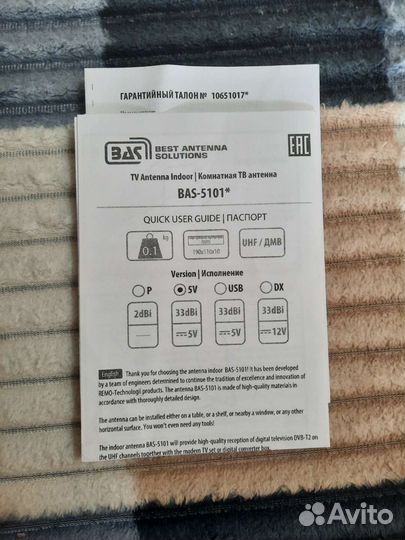 ГАРАНТИЙНЫЙ ТАЛОН № 10651017*
BAS BEST ANTENNA
SOLUTIONS
EAC
TV Antenna Indoor | Комнатная ТВ антенна
BAS-5101*
QUICK USER GUIDE | ПАСПОРТ
0.1 kg
190x110x10
UHF / ДМВ
Version | Исполнение
P 5V USB DX
2dBi 33dBi 33dBi 33dBi
5V 5V 12V
English Thank you for choosing the antenna indoor BAS-5101! It has been developed
by a team of engineers determined to continue the tradition of excellence and innovation of
REMO-Technologii products. The antenna BAS-5101 is made of high-quality materials in
accordance with thoroughly detailed design.
The antenna can be installed either on a table, or a shelf, or nearby a window, or any other
horizontal surface. You won't even need any tools!
The indoor antenna BAS-5101 will provide high-quality reception of digital television DVB-T2 on
the UHF channels together with the modern TV set or digital converter box.
Avito